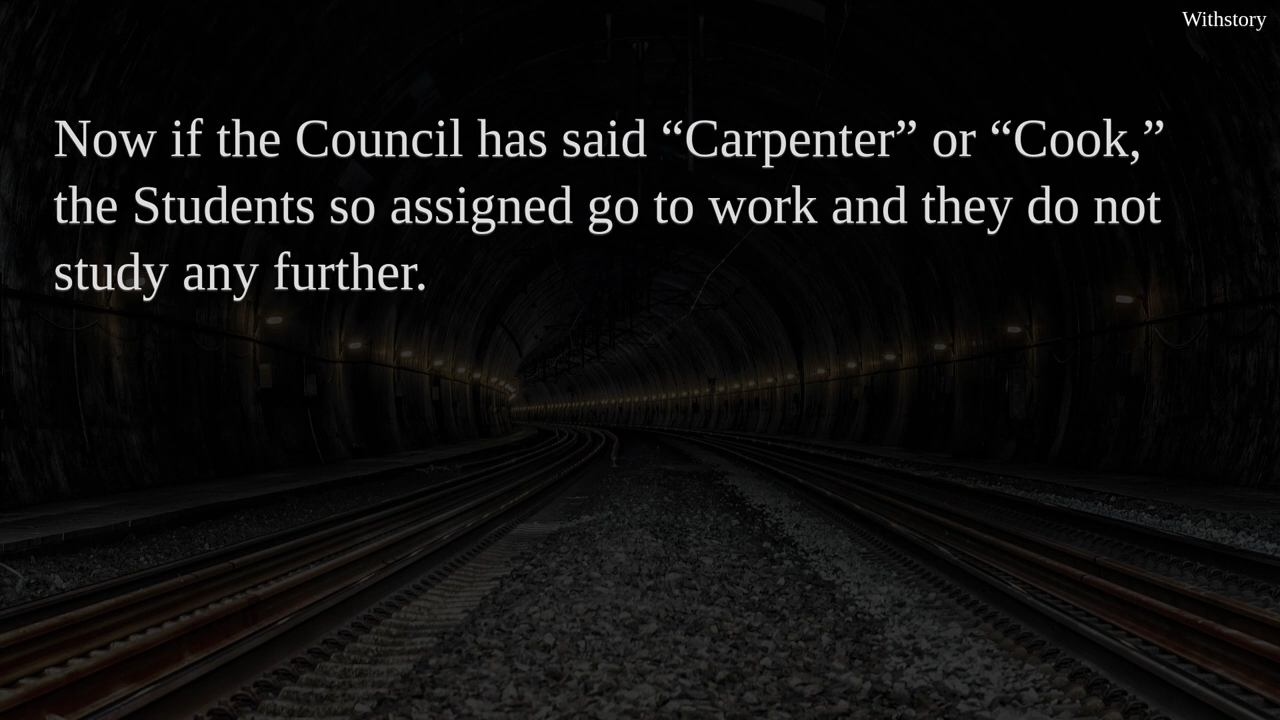 Withstory
Now if the Council has said “Carpenter” or “Cook,”
the Students so assigned go to work and they do not
study any further.